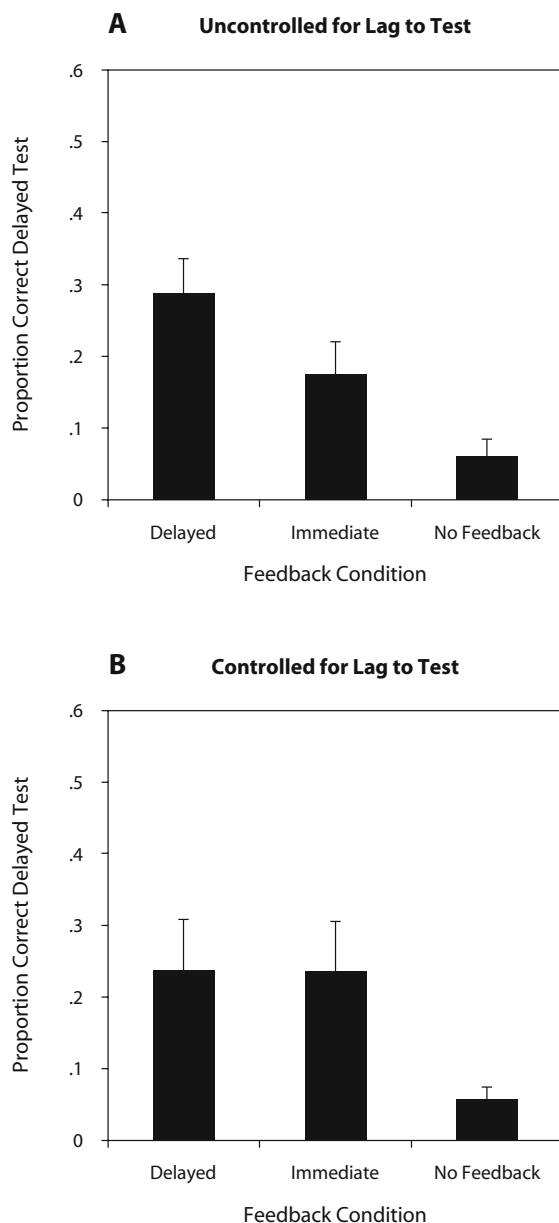 A Uncontrolled for Lag to Test
Proportion Correct Delayed Test
.6
.5
.4
.3
.2
.1
0
Delayed Immediate No Feedback
Feedback Condition
B Controlled for Lag to Test
Proportion Correct Delayed Test
.6
.5
.4
.3
.2
.1
0
Delayed Immediate No Feedback
Feedback Condition